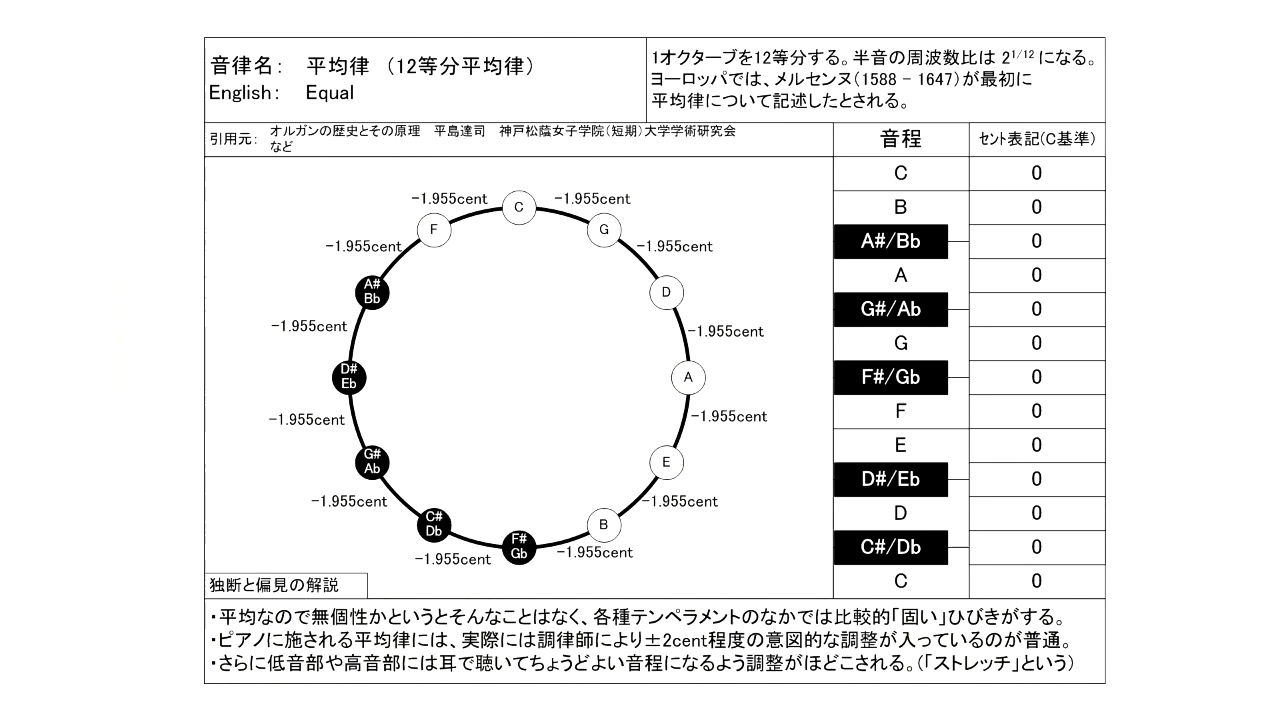 音律名： 平均律 （12等分平均律）
English： Equal
1オクターブを12等分する。半音の周波数比は 2^1/12 になる。
ヨーロッパでは、メルセンヌ（1588 – 1647）が最初に
平均律について記述したとされる。
引用元： オルガンの歴史とその原理 平島達司 神戸松蔭女子学院（短期）大学学術研究会
など
音程 セント表記(C基準)
C 0
B 0
A#/Bb 0
A 0
G#/Ab 0
G 0
F#/Gb 0
F 0
E 0
D#/Eb 0
D 0
C#/Db 0
C 0
-1.955cent
-1.955cent
C
F
G
-1.955cent
-1.955cent
A#
Bb
D
-1.955cent
-1.955cent
D#
Eb
A
-1.955cent
-1.955cent
G#
Ab
E
-1.955cent
-1.955cent
C#
Db
B
F#
Gb
-1.955cent
-1.955cent
独断と偏見の解説
・平均なので無個性かというとそんなことはなく、各種テンペラメントのなかでは比較的「固い」ひびきがする。
・ピアノに施される平均律には、実際には調律師により±2cent程度の意図的な調整が入っているのが普通。
・さらに低音部や高音部には耳で聴いてちょうどよい音程になるよう調整がほどこされる。（「ストレッチ」という）